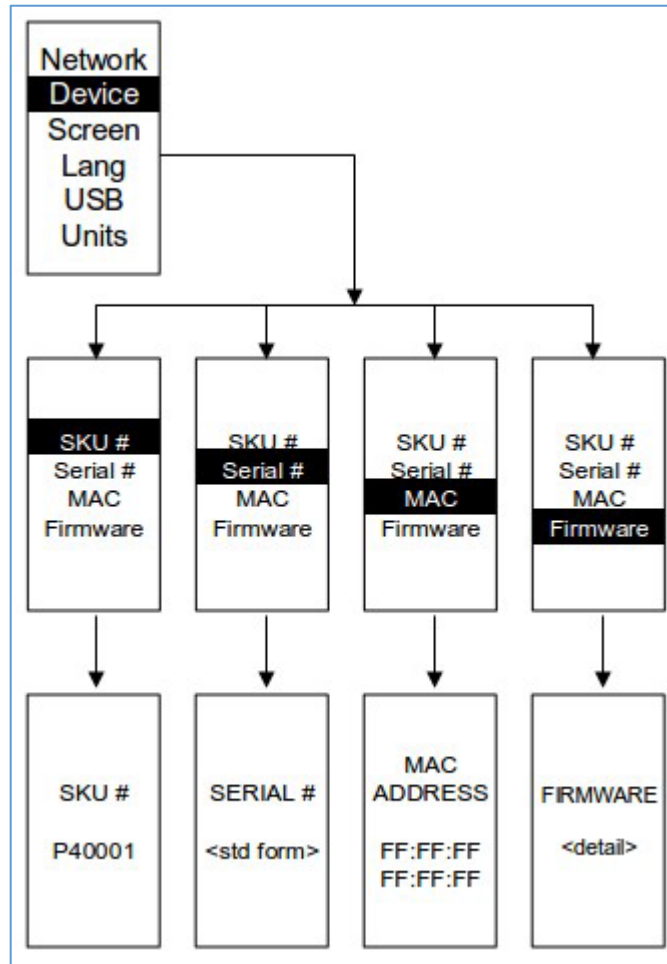 Network
Device
Screen
Lang
USB
Units
SKU #
Serial #
MAC
Firmware
SKU #
Serial #
MAC
Firmware
SKU #
Serial #
MAC
Firmware
SKU #
Serial #
MAC
Firmware
SKU #
P40001
SERIAL #
<std form>
MAC
ADDRESS
FF:FF:FF
FF:FF:FF
FIRMWARE
<detail>